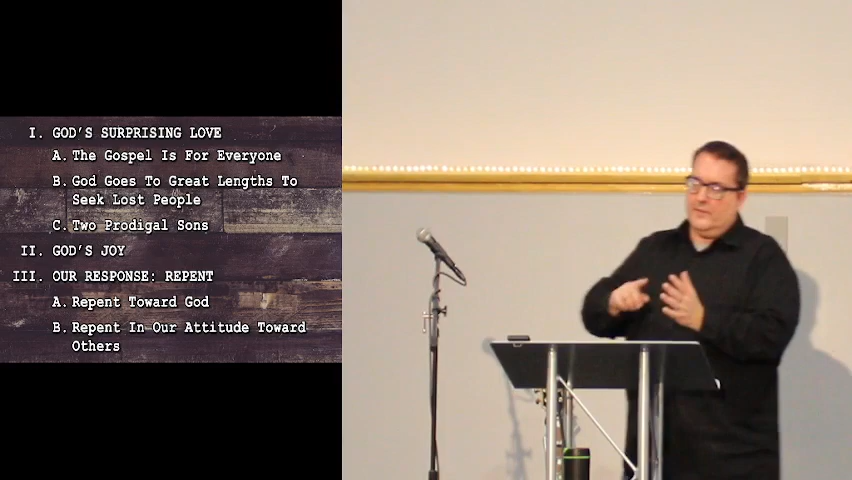 I. GOD'S SURPRISING LOVE
A. The Gospel Is For Everyone
B. God Goes To Great Lengths To
Seek Lost People
C. Two Prodigal Sons
II. GOD'S JOY
III. OUR RESPONSE: REPENT
A. Repent Toward God
B. Repent In Our Attitude Toward
Others